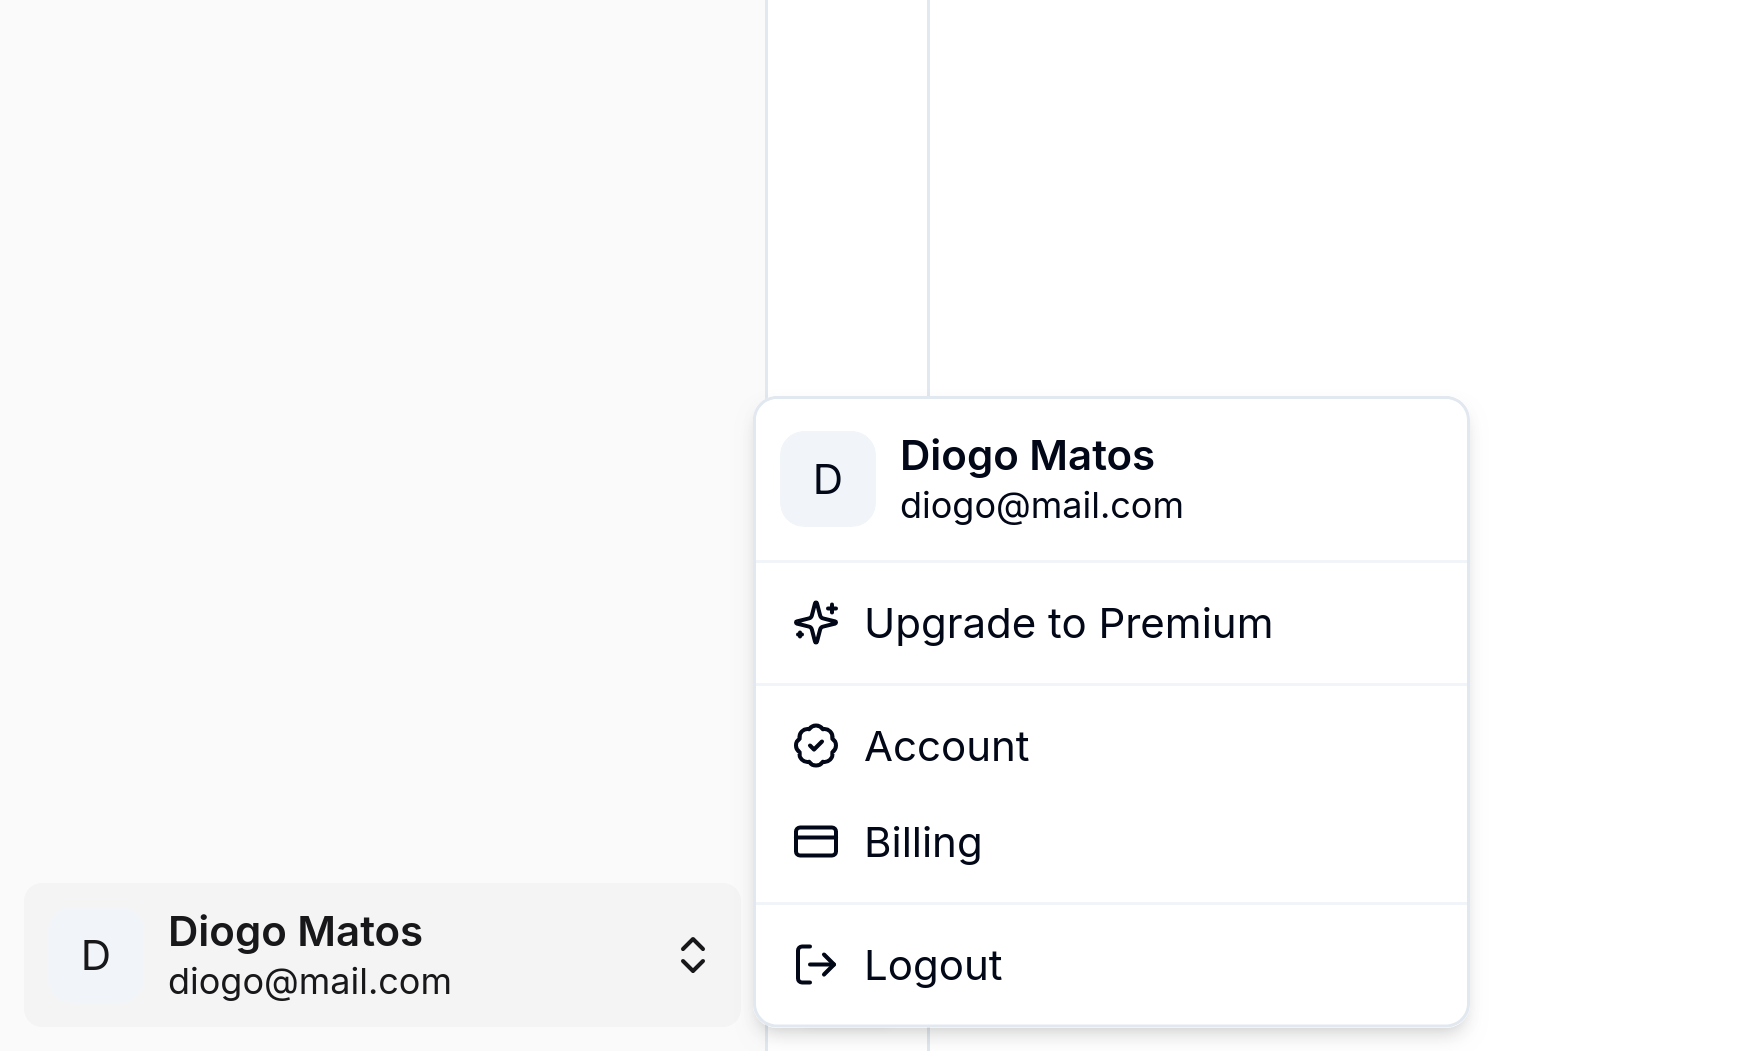 D
Diogo Matos
diogo@mail.com
Upgrade to Premium
Account
Billing
Logout
D
Diogo Matos
diogo@mail.com